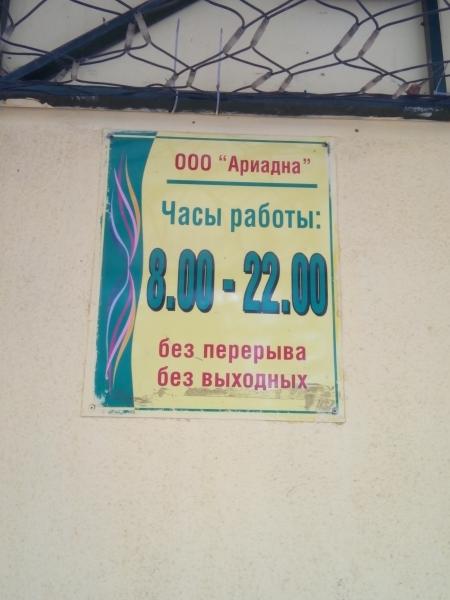 ООО "Ариадна"
Часы работы:
8.00 - 22.00
без перерыва
без выходных